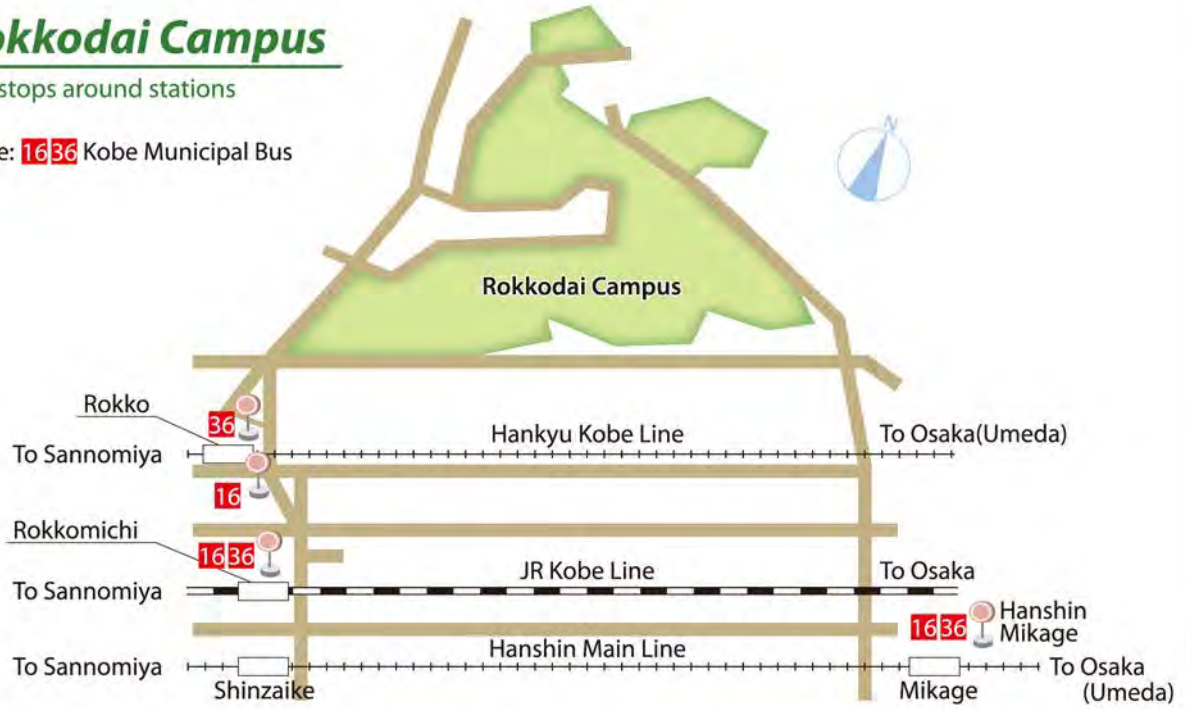 okkodai Campus
stops around stations
e: 16 36 Kobe Municipal Bus
N
Rokkodai Campus
Rokko
36
Hankyu Kobe Line
To Osaka(Umeda)
To Sannomiya
16
Rokkomichi
16 36
JR Kobe Line
To Osaka
To Sannomiya
16 36
Hanshin
Mikage
Hanshin Main Line
To Sannomiya
To Osaka
(Umeda)
Shinzaike
Mikage